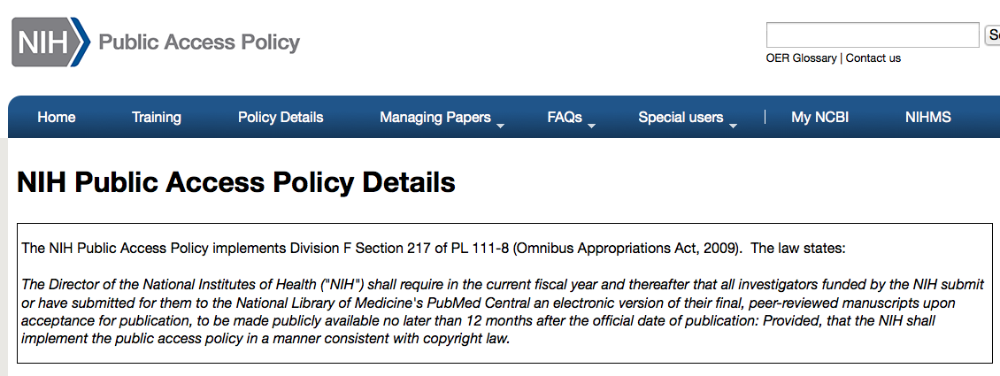 NIH Public Access Policy
S
OER Glossary | Contact us
Home Training Policy Details Managing Papers FAQs Special users | My NCBI NIHMS
NIH Public Access Policy Details
The NIH Public Access Policy implements Division F Section 217 of PL 111-8 (Omnibus Appropriations Act, 2009).  The law states:
The Director of the National Institutes of Health ("NIH") shall require in the current fiscal year and thereafter that all investigators funded by the NIH submit
or have submitted for them to the National Library of Medicine's PubMed Central an electronic version of their final, peer-reviewed manuscripts upon
acceptance for publication, to be made publicly available no later than 12 months after the official date of publication: Provided, that the NIH shall
implement the public access policy in a manner consistent with copyright law.